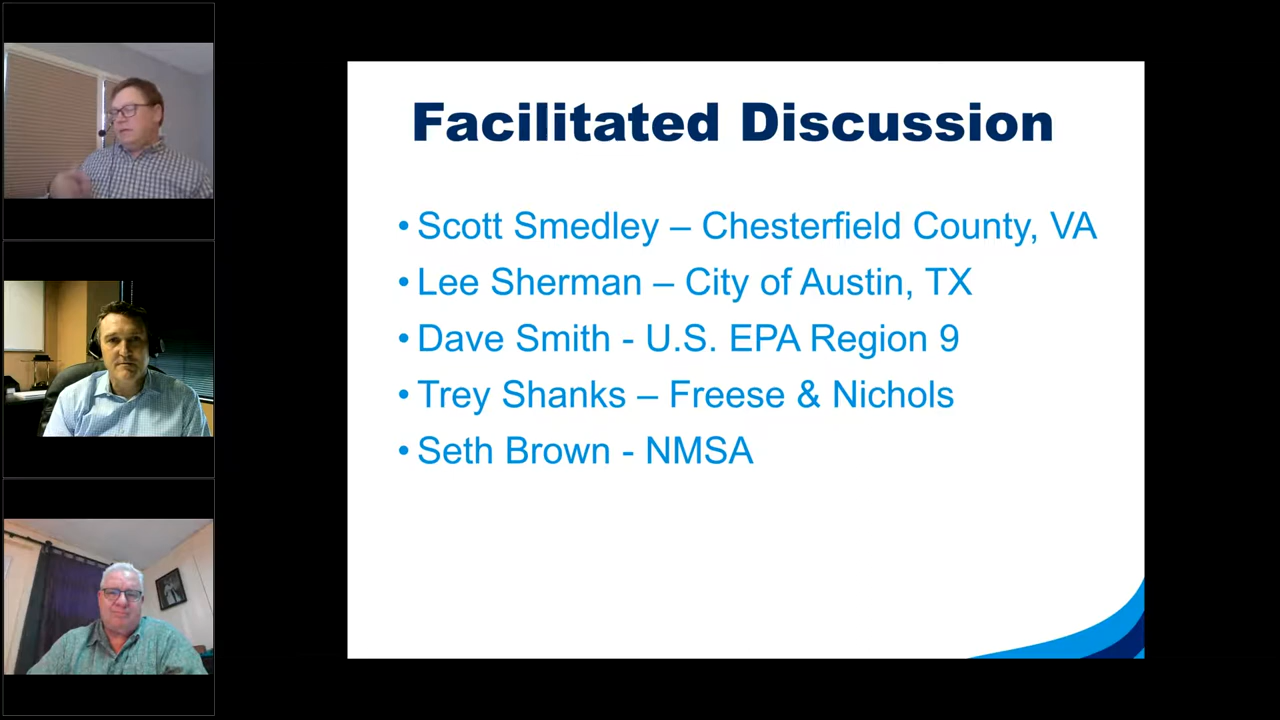 Facilitated Discussion
• Scott Smedley – Chesterfield County, VA
• Lee Sherman – City of Austin, TX
• Dave Smith - U.S. EPA Region 9
• Trey Shanks – Freese & Nichols
• Seth Brown - NMSA